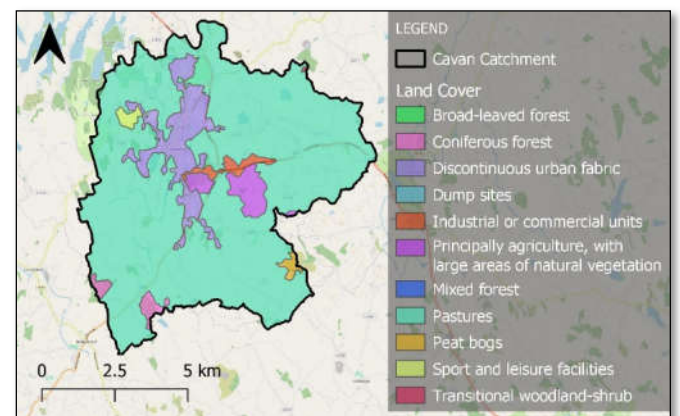 LEGEND
Cavan Catchment
Land Cover
Broad-leaved forest
Coniferous forest
Discontinuous urban fabric
Dump sites
Industrial or commercial units
Principally agriculture, with
large areas of natural vegetation
Mixed forest
Pastures
Peat bogs
Sport and leisure facilities
Transitional woodland-shrub
0 2.5 5 km